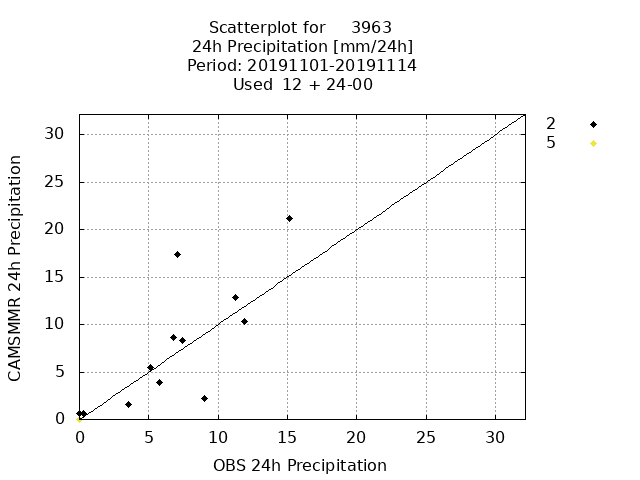 Scatterplot for     3963
24h Precipitation [mm/24h]
Period: 20191101-20191114
Used  12 + 24-00
2
5
30
25
20
15
10
5
0
CAMSMMR 24h Precipitation
0 5 10 15 20 25 30
OBS 24h Precipitation